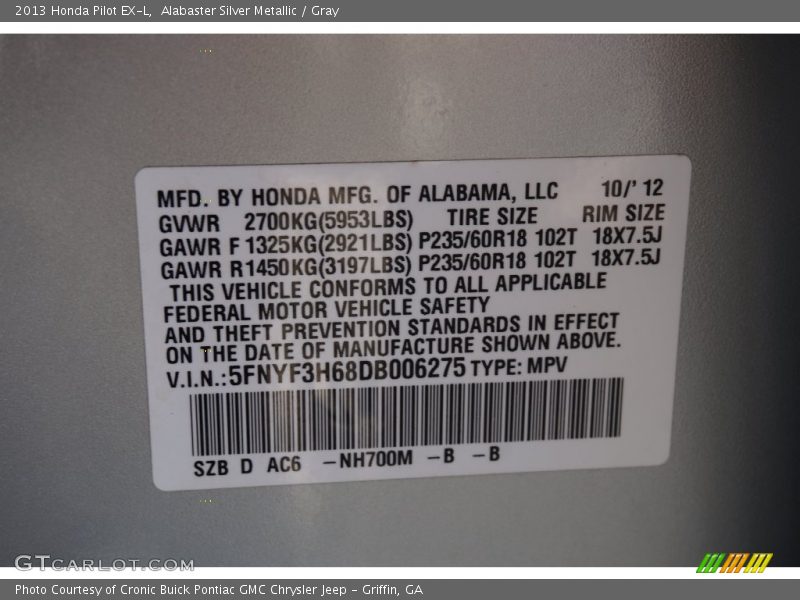 2013 Honda Pilot EX-L, Alabaster Silver Metallic / Gray
MFD. BY HONDA MFG. OF ALABAMA, LLC 10/' 12
GVWR 2700KG(5953LBS) TIRE SIZE RIM SIZE
GAWR F 1325KG(2921LBS) P235/60R18 102T 18X7.5J
GAWR R1450KG(3197LBS) P235/60R18 102T 18X7.5J
THIS VEHICLE CONFORMS TO ALL APPLICABLE
FEDERAL MOTOR VEHICLE SAFETY
AND THEFT PREVENTION STANDARDS IN EFFECT
ON THE DATE OF MANUFACTURE SHOWN ABOVE.
V.I.N.:5FNYF3H68DB006275 TYPE: MPV
SZB D AC6 -NH700M -B -B
GTCARLOT.COM
Photo Courtesy of Cronic Buick Pontiac GMC Chrysler Jeep - Griffin, GA